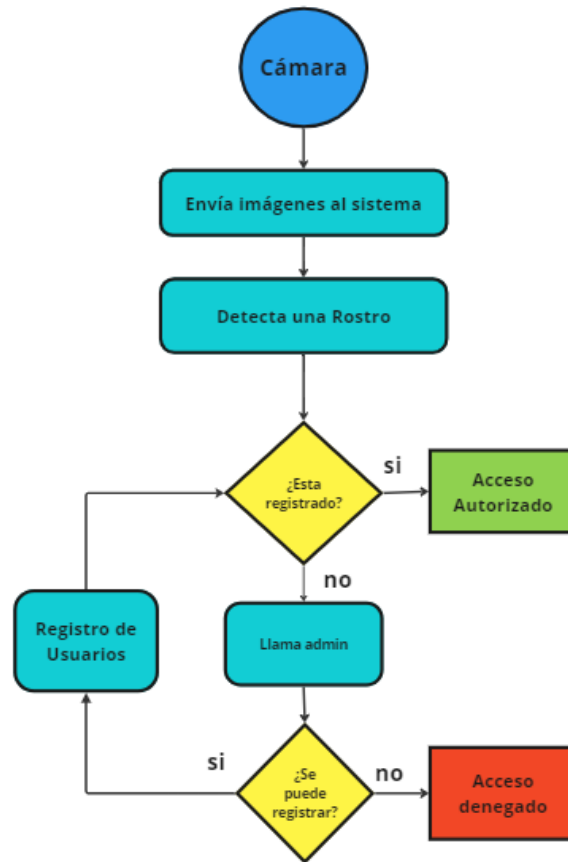 Cámara
Envía imágenes al sistema
Detecta una Rostro
¿Esta
registrado?
si
Acceso
Autorizado
no
Registro de
Usuarios
Llama admin
si
¿Se
puede
registrar?
no
Acceso
denegado